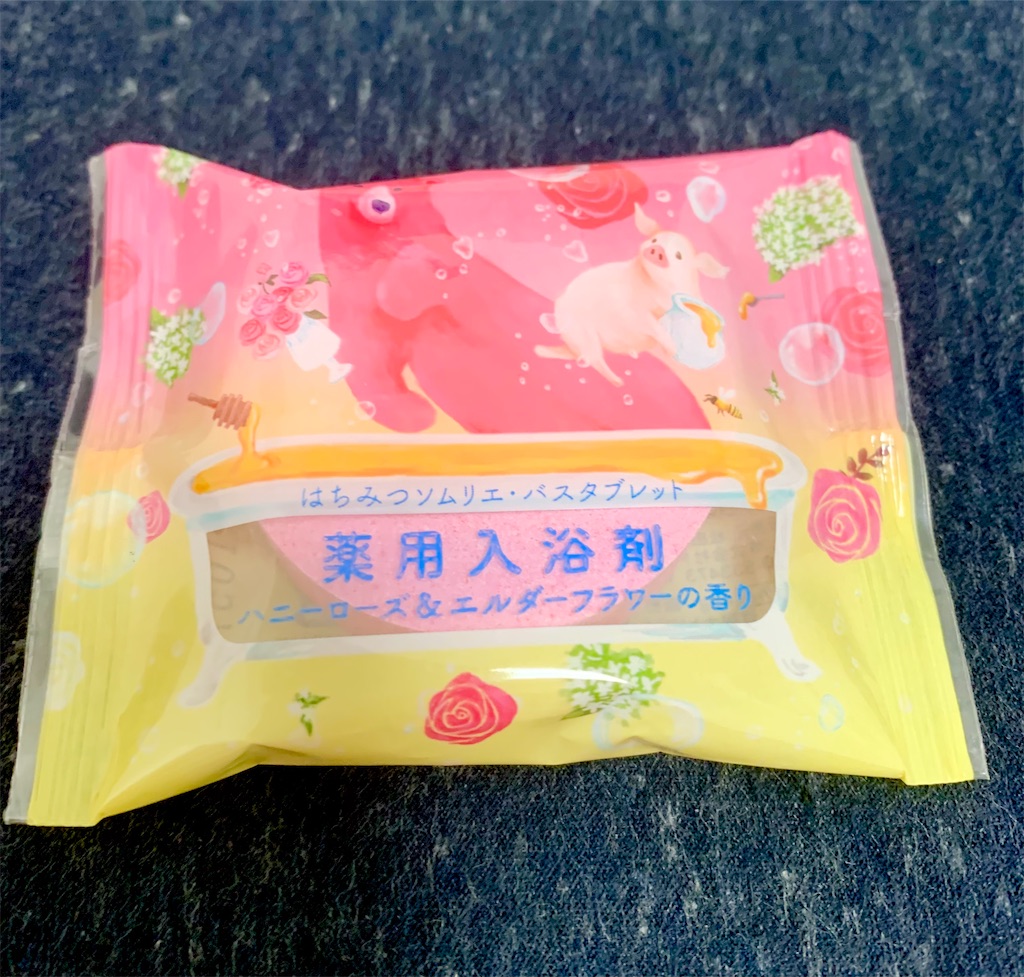 はちみつソムリエ・バスタブレット
薬用入浴剤
ハニーローズ&エルダーフラワーの香り